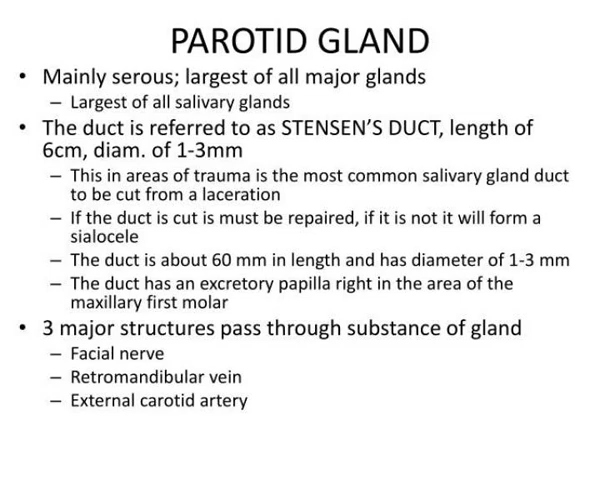 PAROTID GLAND
• Mainly serous; largest of all major glands
– Largest of all salivary glands
• The duct is referred to as STENSEN'S DUCT, length of
6cm, diam. of 1-3mm
– This in areas of trauma is the most common salivary gland duct
to be cut from a laceration
– If the duct is cut is must be repaired, if it is not it will form a
sialocele
– The duct is about 60 mm in length and has diameter of 1-3 mm
– The duct has an excretory papilla right in the area of the
maxillary first molar
• 3 major structures pass through substance of gland
– Facial nerve
– Retromandibular vein
– External carotid artery